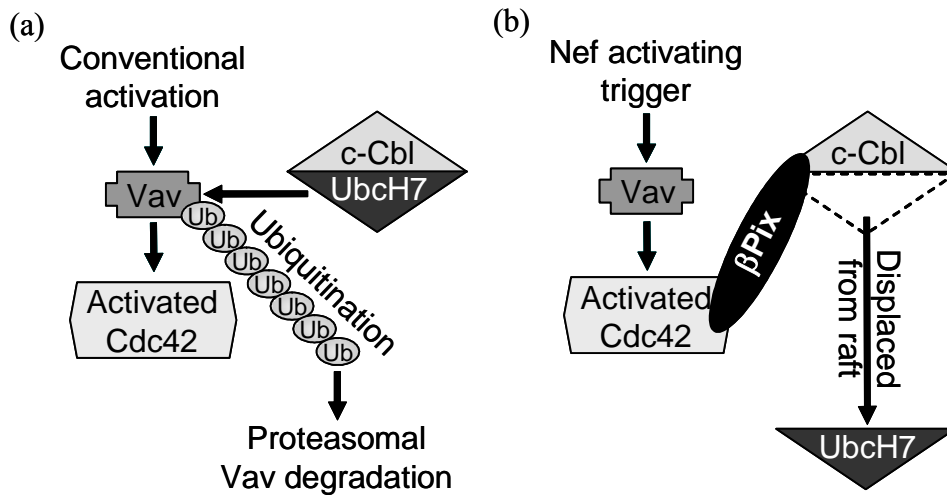 (a)
Conventional
activation
Vav
c-Cbl
UbcH7
Ub
Ub
Ub
Ub
Ub
Ub
Ub
Ubiquitination
Activated
Cdc42
Proteasomal
Vav degradation
(b)
Nef activating
trigger
Vav
c-Cbl
βPix
Activated
Cdc42
Displaced
from raft
UbcH7